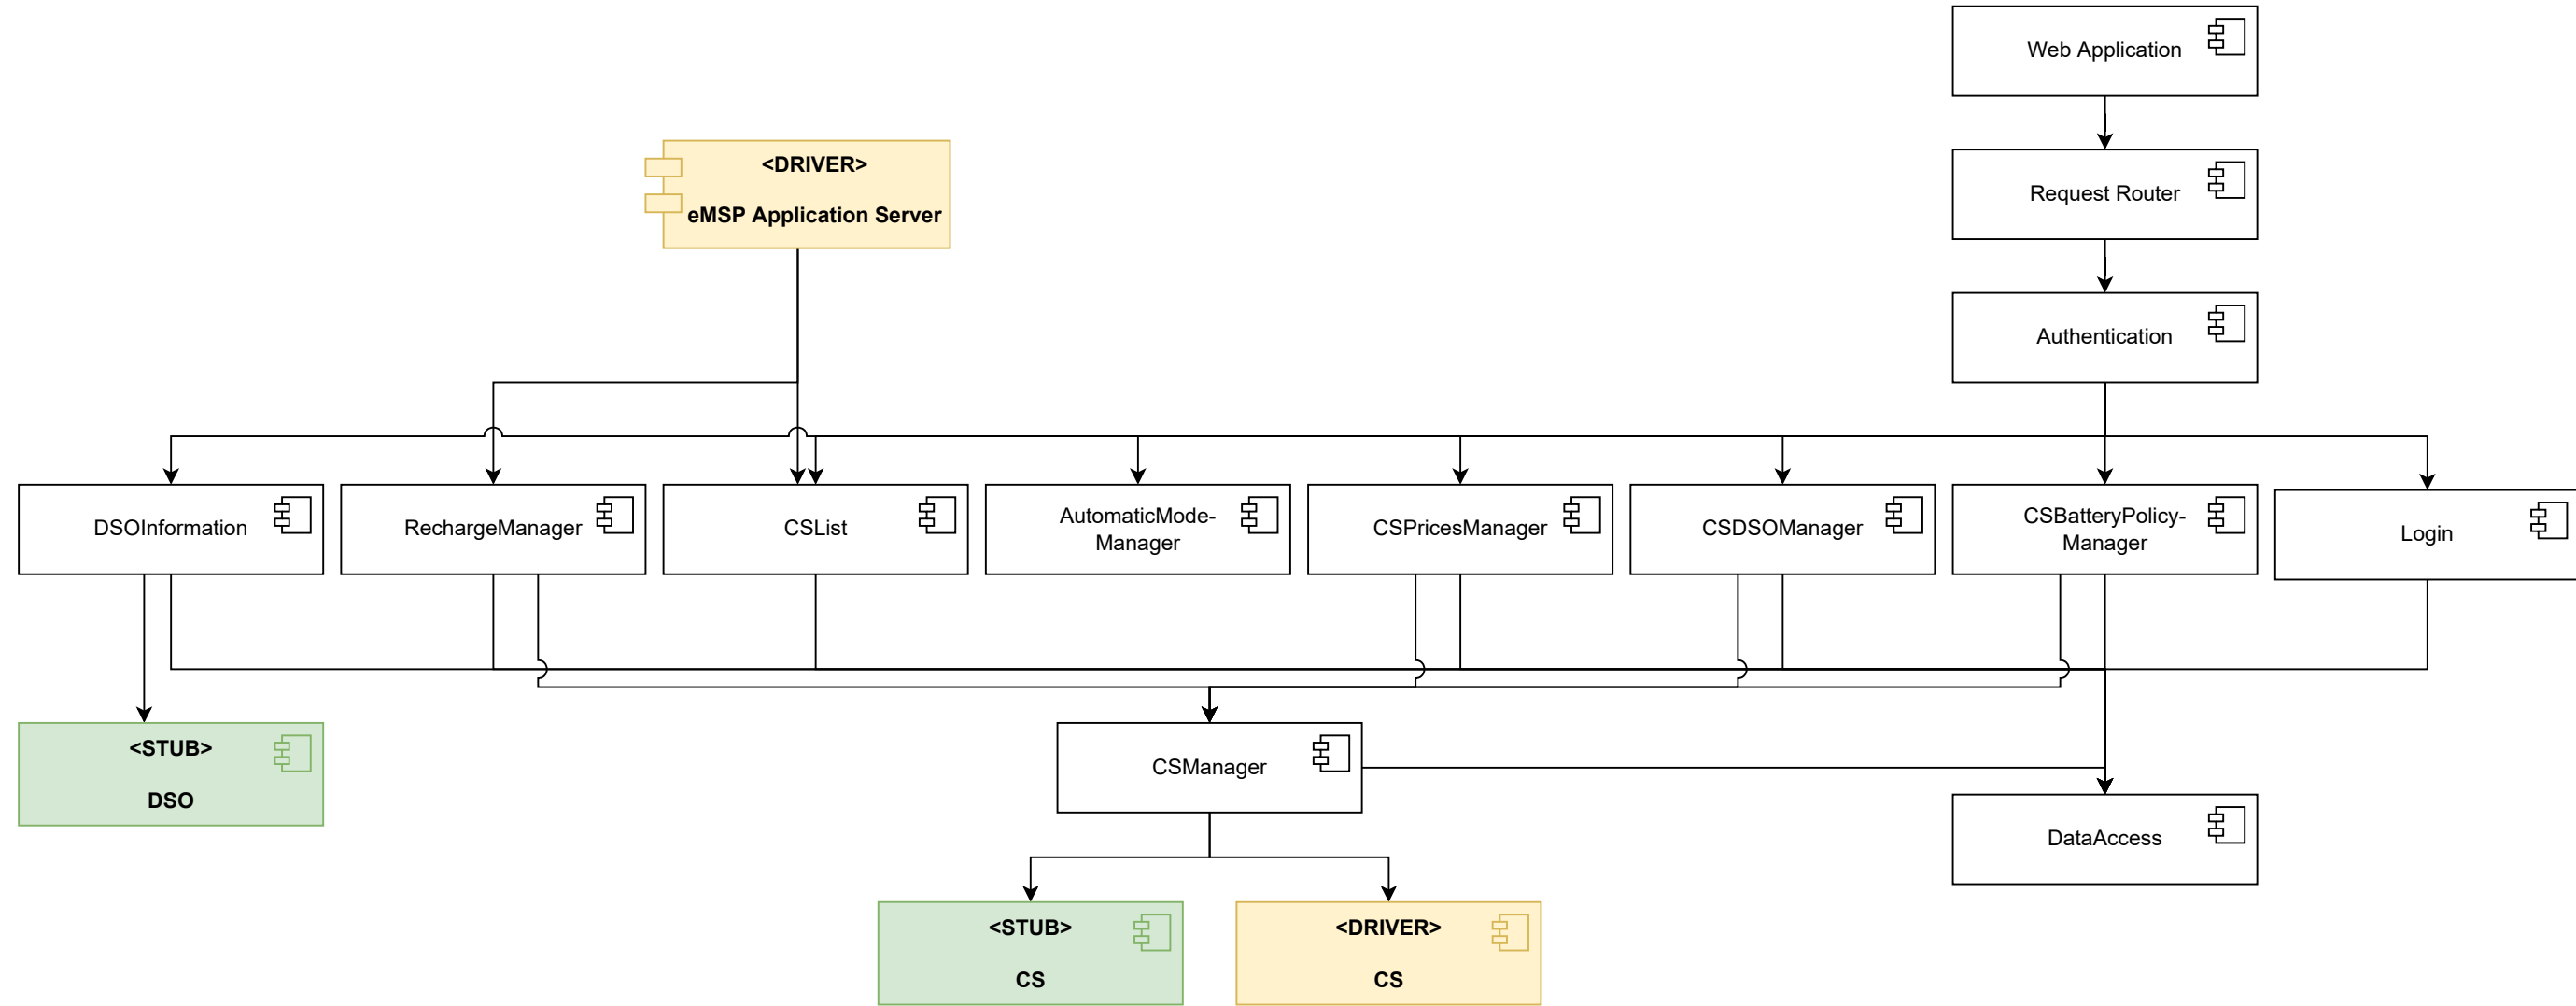 Web Application
<DRIVER>
eMSP Application Server
Request Router
Authentication
DSOInformation
RechargeManager
CSList
AutomaticMode-
Manager
CSPricesManager
CSDSOManager
CSBatteryPolicy-
Manager
Login
<STUB>
DSO
CSManager
DataAccess
<STUB>
CS
<DRIVER>
CS